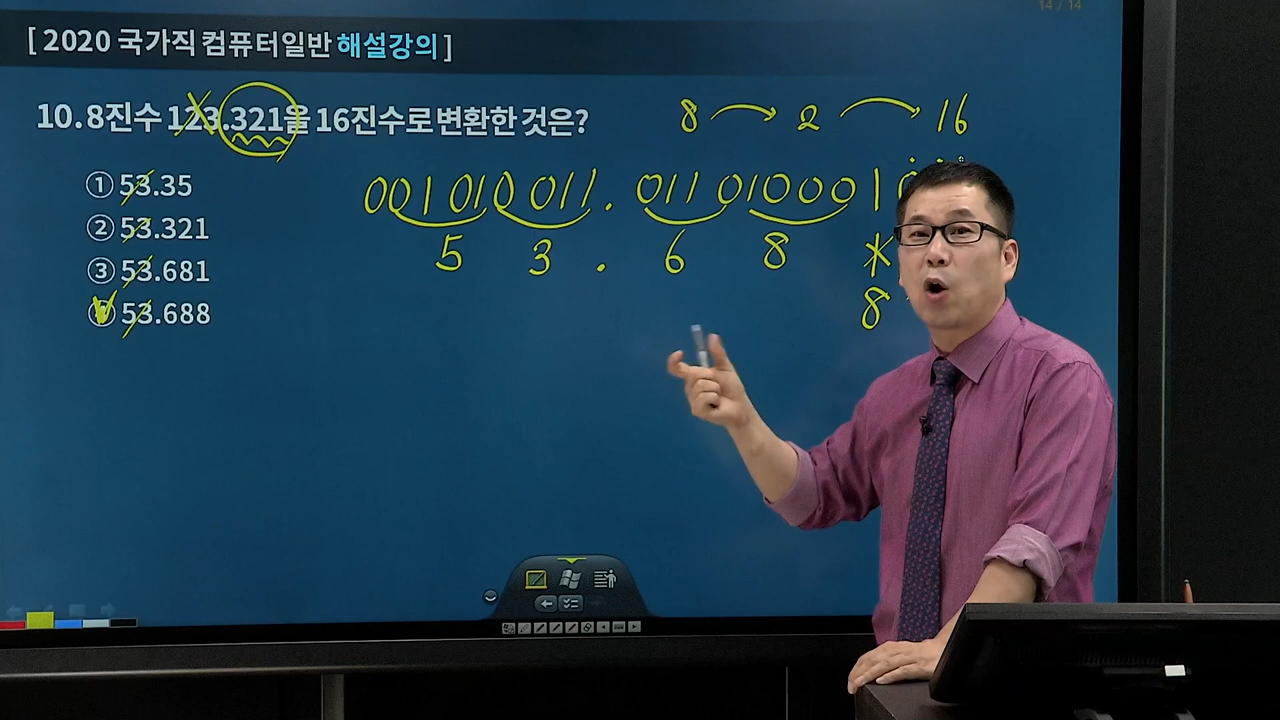 14 / 14
[ 2020 국가직 컴퓨터일반 해설강의 ]
10. 8진수 123.321을 16진수로 변환한 것은?
8 2 16
① 53.35
② 53.321
③ 53.681
④ 53.688
001 010 011 . 011 010 001
5 3 . 6 8
8